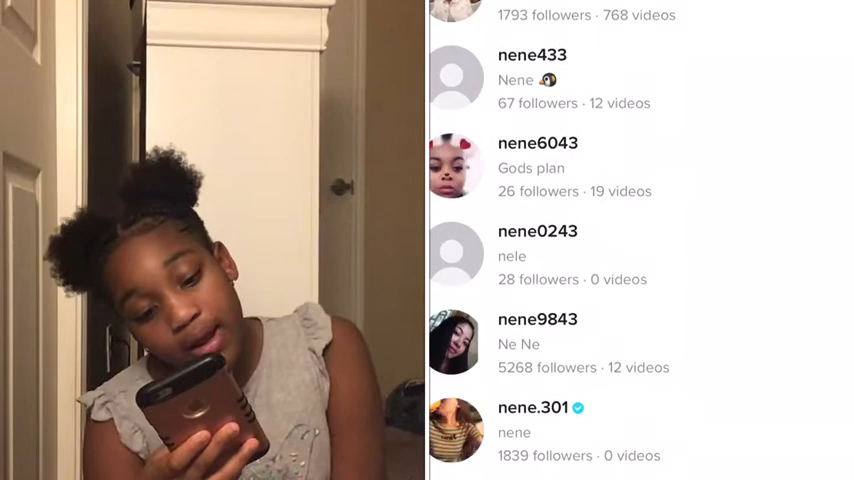 1793 followers · 768 videos
nene433
Nene 🐧
67 followers · 12 videos
nene6043
Gods plan
26 followers · 19 videos
nene0243
nele
28 followers · 0 videos
nene9843
Ne Ne
5268 followers · 12 videos
nene.301
nene
1839 followers · 0 videos